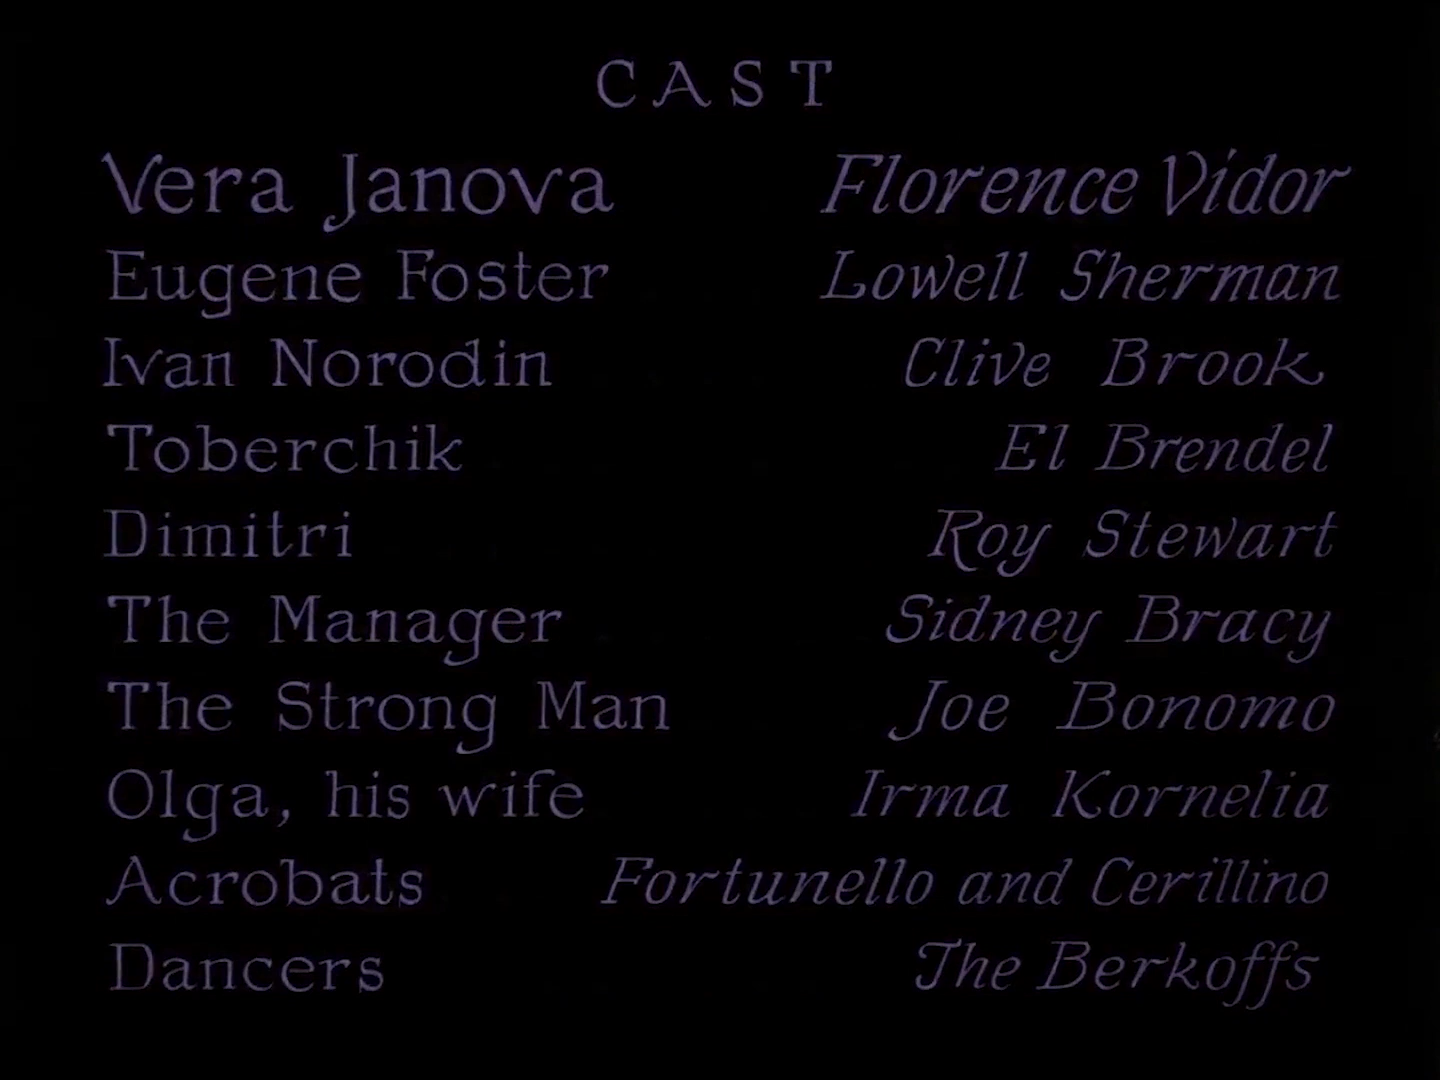 CAST
Vera Janova Florence Vidor
Eugene Foster Lowell Sherman
Ivan Norodin Clive Brook
Toberchik El Brendel
Dimitri Roy Stewart
The Manager Sidney Bracy
The Strong Man Joe Bonomo
Olga, his wife Irma Kornelia
Acrobats Fortunello and Cerillino
Dancers The Berkoffs